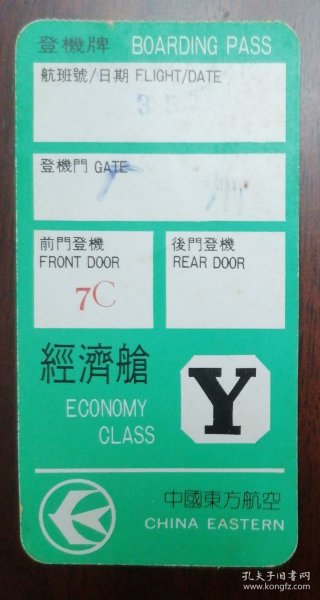 登機牌 BOARDING PASS
航班號/日期 FLIGHT/DATE
登機門 GATE
前門登機
FRONT DOOR
7C
後門登機
REAR DOOR
經濟艙
ECONOMY
CLASS
Y
中國東方航空
CHINA EASTERN
孔夫子旧书网
www.kongfz.com